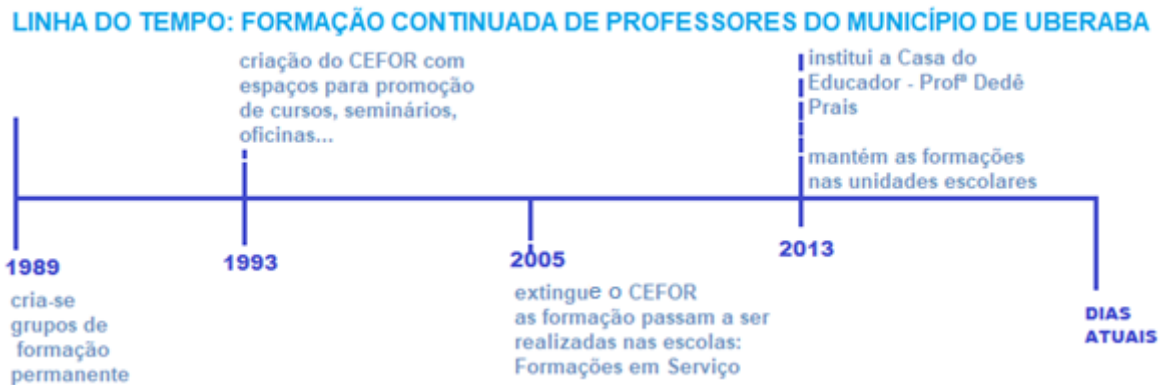 LINHA DO TEMPO: FORMAÇÃO CONTINUADA DE PROFESSORES DO MUNICÍPIO DE UBERABA
1989
cria-se
grupos de
formação
permanente
criação do CEFOR com
espaços para promoção
de cursos, seminários,
oficinas...
1993
2005
extingue o CEFOR
as formação passam a ser
realizadas nas escolas:
Formações em Serviço
institui a Casa do
Educador - Profª Dedê
Prais
mantém as formações
nas unidades escolares
2013
DIAS
ATUAIS